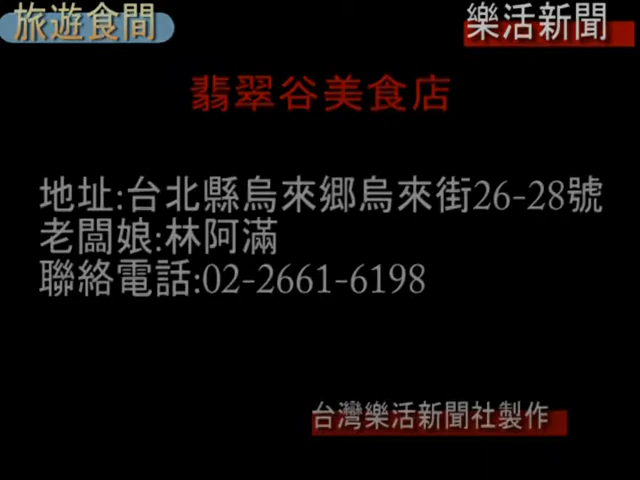 旅遊食間
樂活新聞
翡翠谷美食店
地址:台北縣烏來鄉烏來街26-28號
老闆娘:林阿滿
聯絡電話:02-2661-6198
台灣樂活新聞社製作